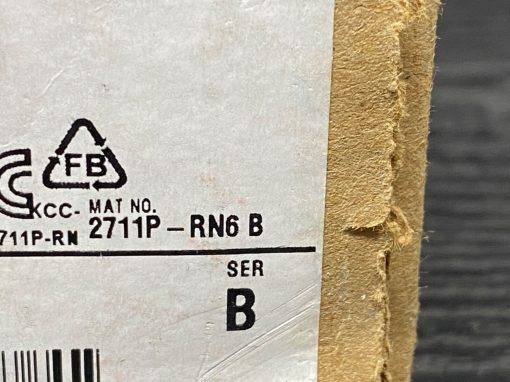 FB
KCC- MAT NO.
711P-RN 2711P-RN6 B
SER
B